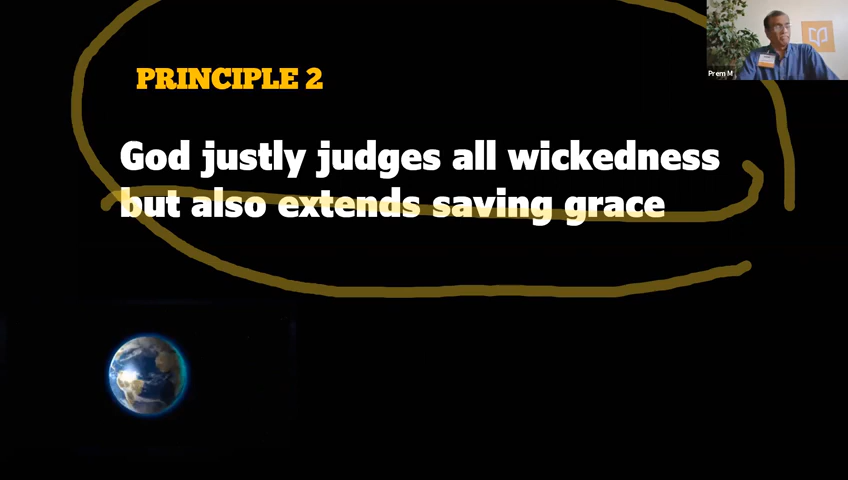 PRINCIPLE 2
God justly judges all wickedness
but also extends saving grace
Prem M